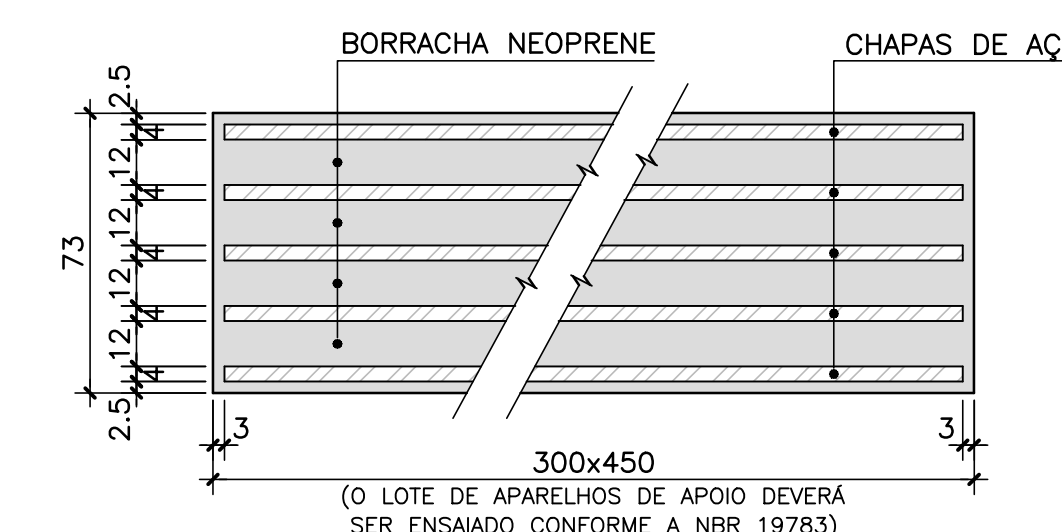 BORRACHA NEOPRENE
CHAPAS DE AÇ
2.5
4
12
4
12
4
12
4
12
4
2.5
73
3
3
300x450
(O LOTE DE APARELHOS DE APOIO DEVERÁ
SER ENSAIADO CONFORME A NBR 19783)